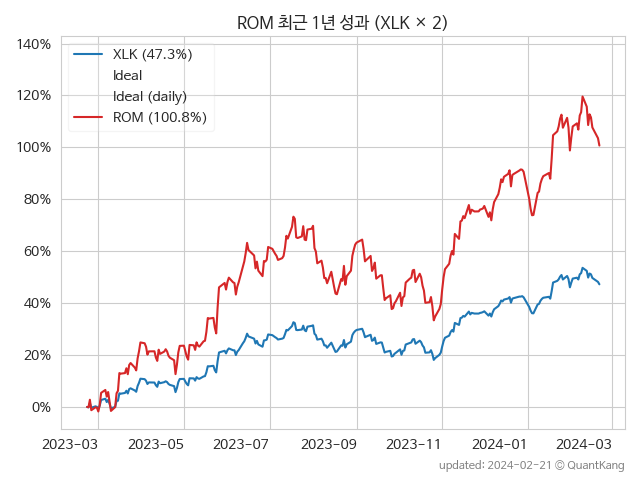 ROM 최근 1년 성과 (XLK × 2)
XLK (47.3%)
Ideal
Ideal (daily)
ROM (100.8%)
140%
120%
100%
80%
60%
40%
20%
0%
2023-03 2023-05 2023-07 2023-09 2023-11 2024-01 2024-03
updated: 2024-02-21 © QuantKang